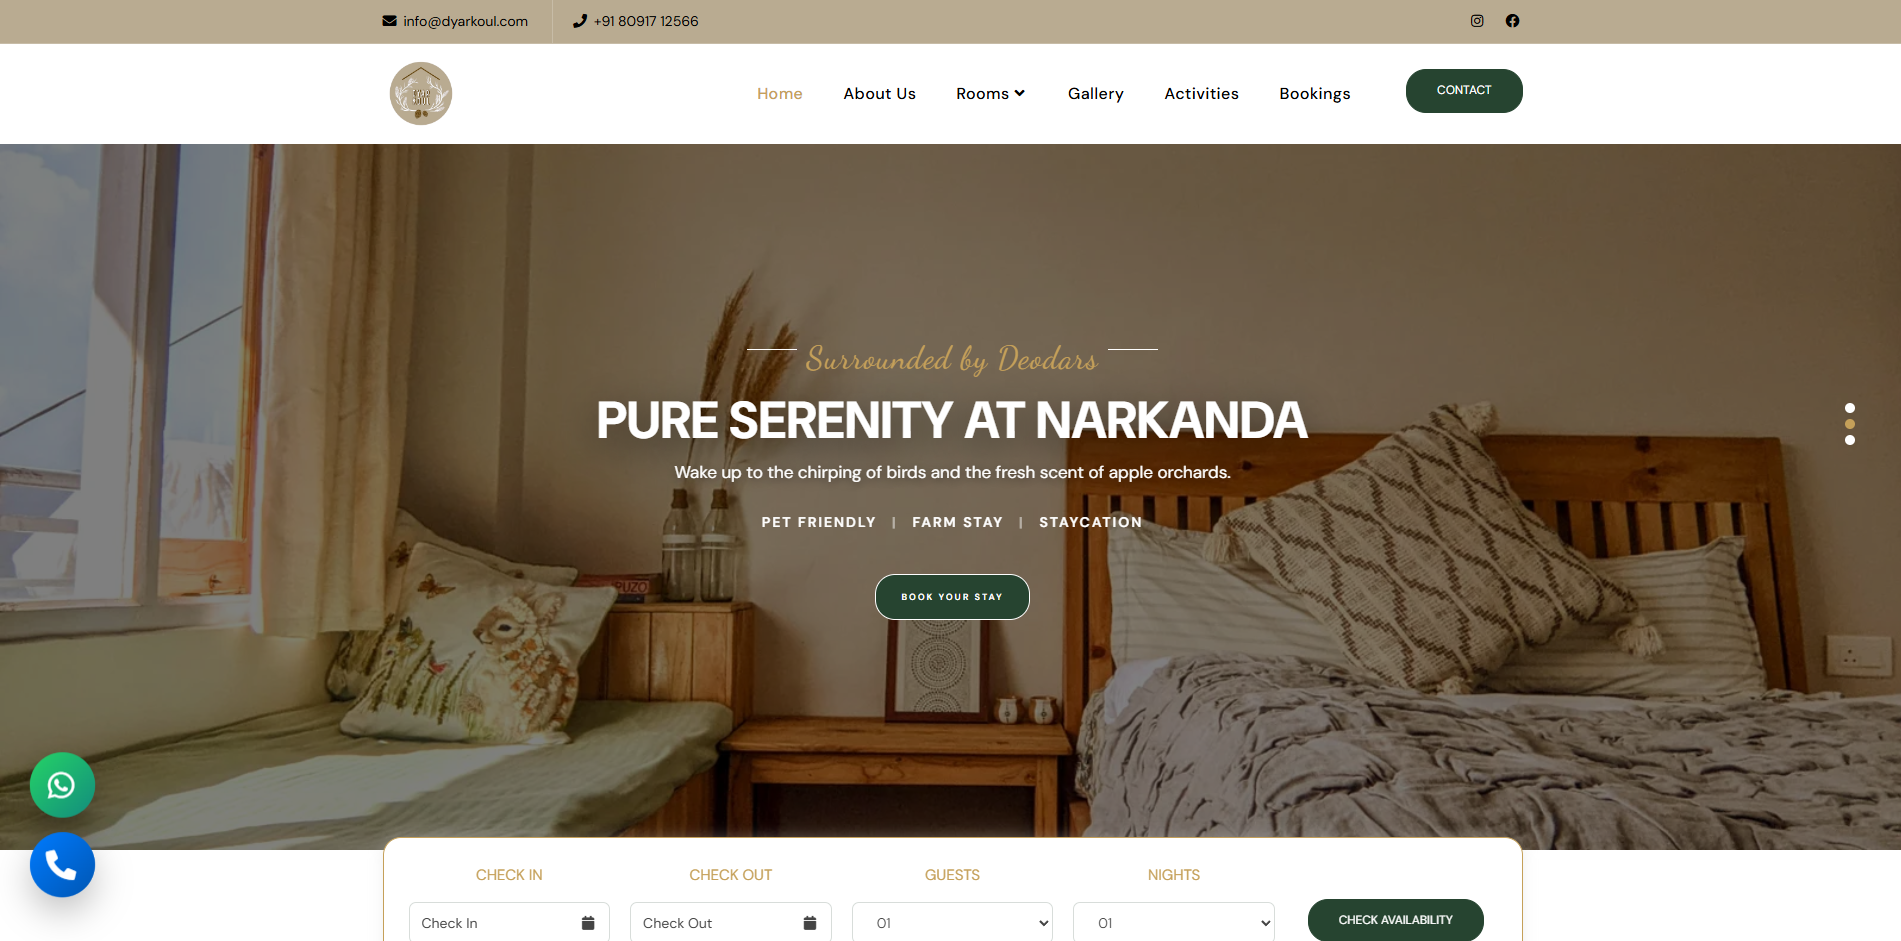 info@dyarkoul.com
+91 80917 12566
DYAR
KOUL
Home
About Us
Rooms
Gallery
Activities
Bookings
CONTACT
Surrounded by Deodars
PURE SERENITY AT NARKANDA
Wake up to the chirping of birds and the fresh scent of apple orchards.
PET FRIENDLY | FARM STAY | STAYCATION
PUZO
BOOK YOUR STAY
CHECK IN
CHECK OUT
GUESTS
NIGHTS
Check In
Check Out
01
01
CHECK AVAILABILITY